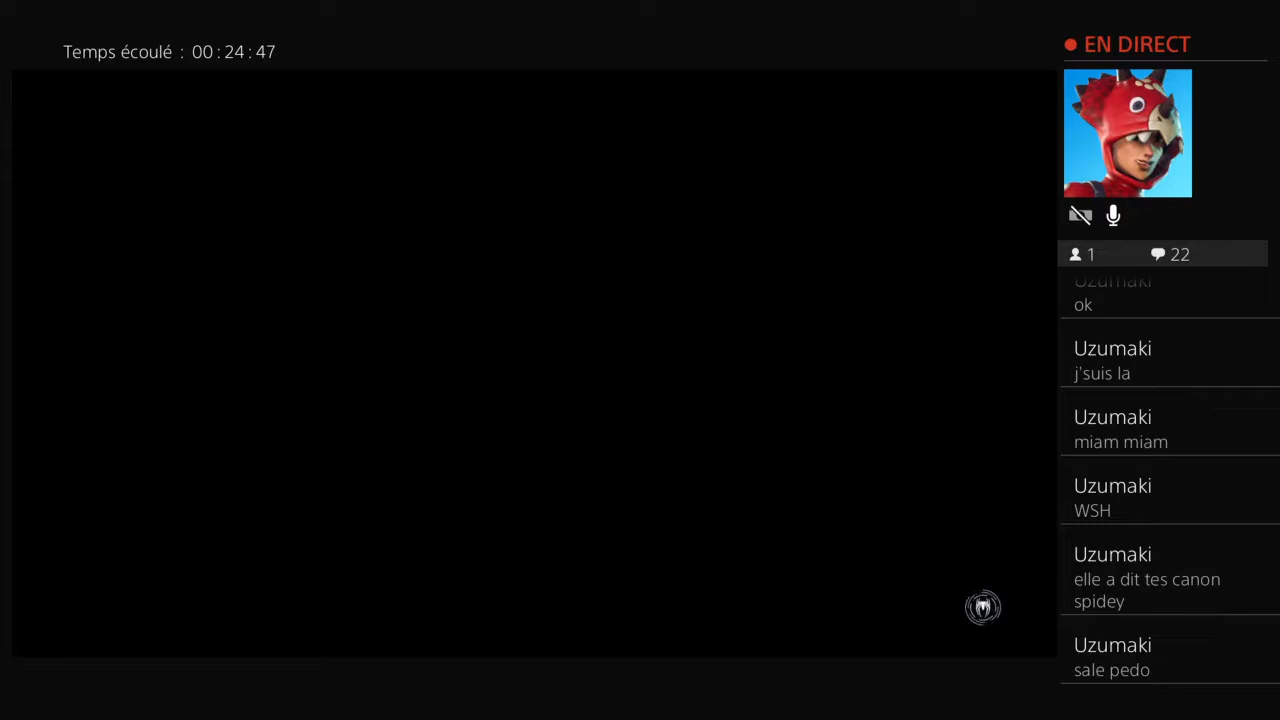 Temps écoulé : 00:24:47
EN DIRECT
1
22
Uzumaki
ok
Uzumaki
j'suis la
Uzumaki
miam miam
Uzumaki
WSH
Uzumaki
elle a dit tes canon
spidey
Uzumaki
sale pedo